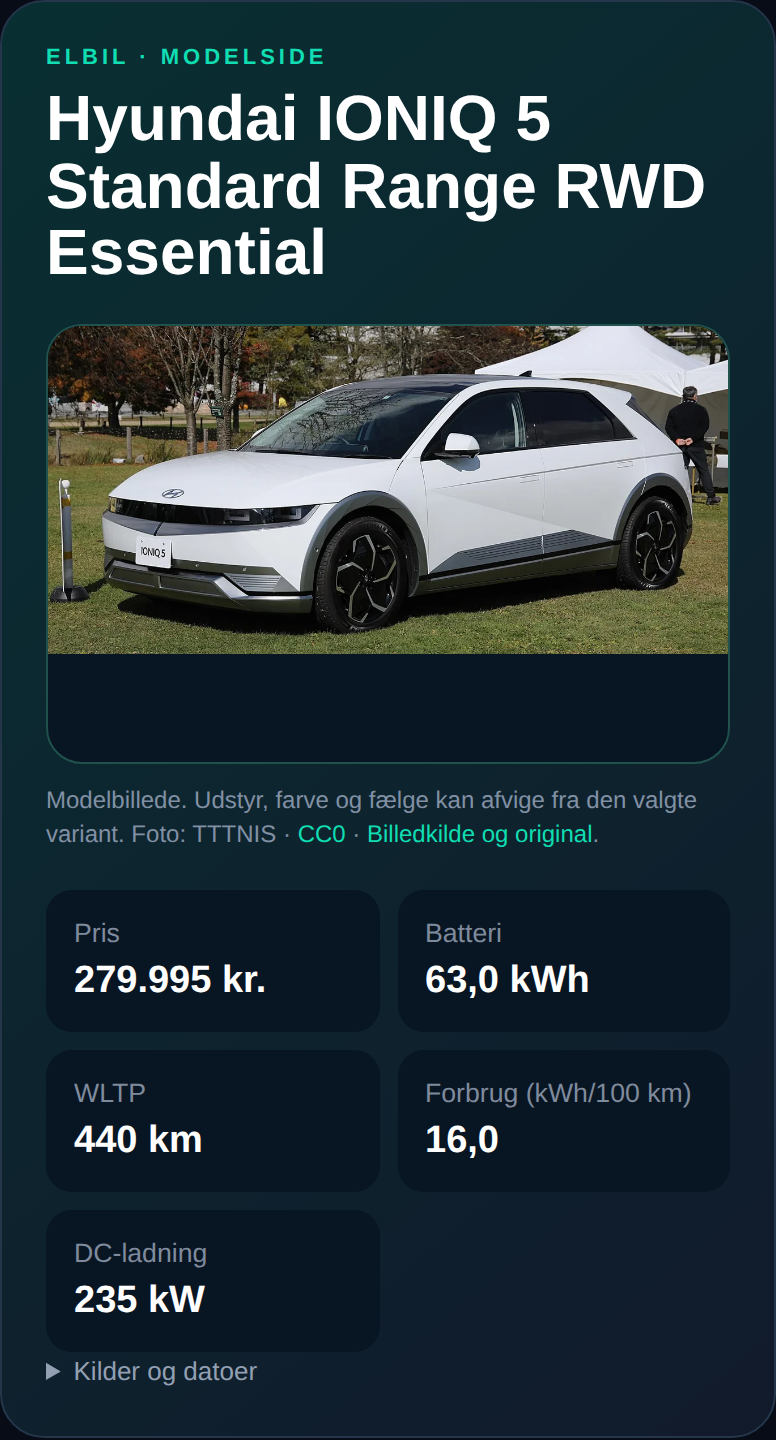 ELBIL · MODELSIDE
Hyundai IONIQ 5
Standard Range RWD
Essential
IONIQ 5
Modelbillede. Udstyr, farve og fælge kan afvige fra den valgte
variant. Foto: TTTNIS · CC0 · Billedkilde og original.
Pris
279.995 kr.
Batteri
63,0 kWh
WLTP
440 km
Forbrug (kWh/100 km)
16,0
DC-ladning
235 kW
Kilder og datoer